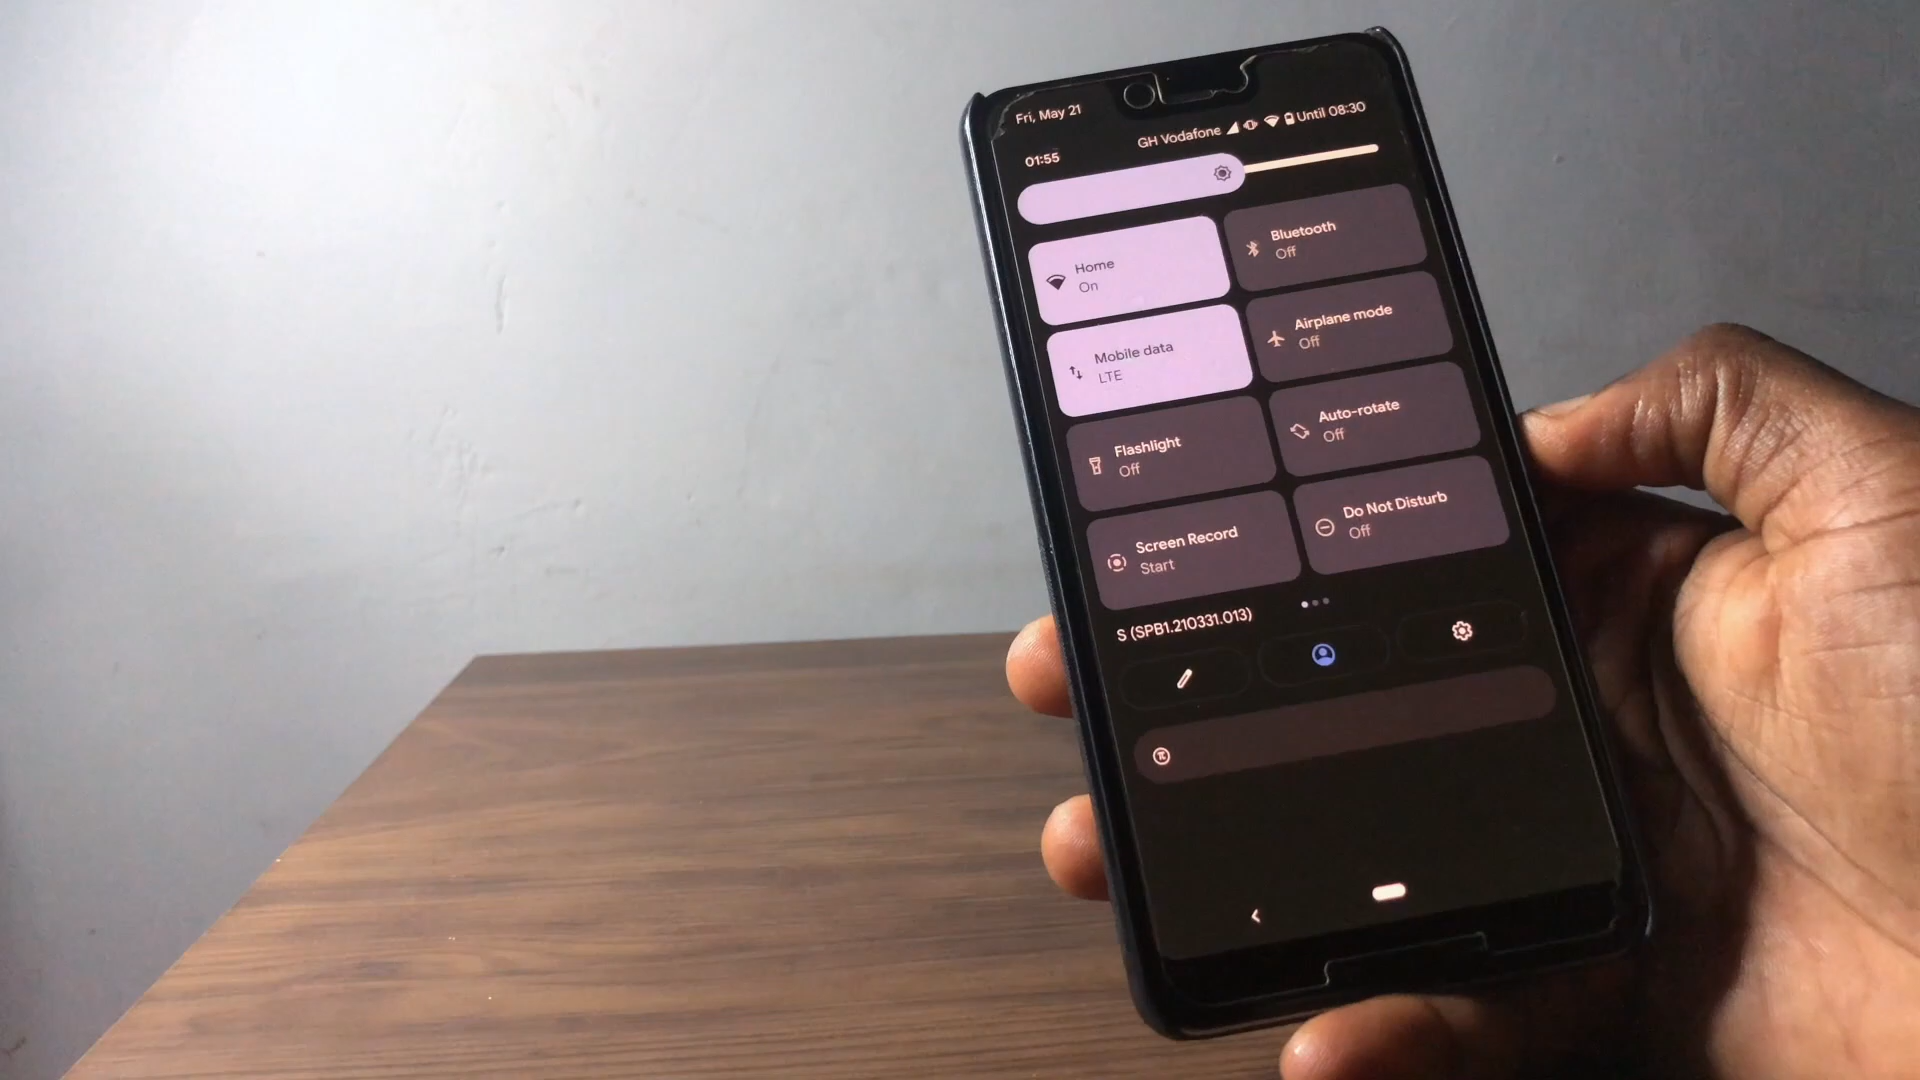 Fri, May 21
GH Vodafone Until 08:30
01:55
Home
On
Bluetooth
Off
Mobile data
LTE
Airplane mode
Off
Flashlight
Off
Auto-rotate
Off
Screen Record
Start
Do Not Disturb
Off
S (SPB1.210331.013)